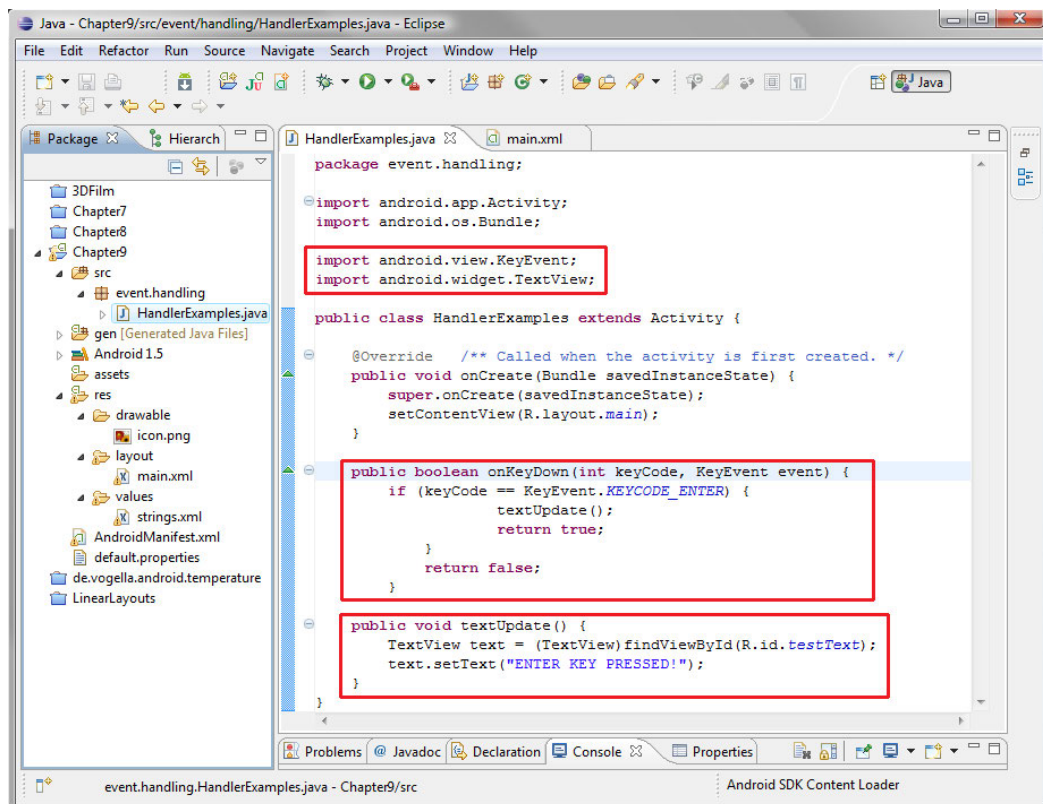 Java - Chapter9/src/event/handling/HandlerExamples.java - Eclipse
File Edit Refactor Run Source Navigate Search Project Window Help
Java
Package
Hierarch
HandlerExamples.java
main.xml
3DFilm
Chapter7
Chapter8
Chapter9
src
event.handling
HandlerExamples.java
gen [Generated Java Files]
Android 1.5
assets
res
drawable
icon.png
layout
main.xml
values
strings.xml
AndroidManifest.xml
default.properties
de.vogella.android.temperature
LinearLayouts
package event.handling;
import android.app.Activity;
import android.os.Bundle;
import android.view.KeyEvent;
import android.widget.TextView;
public class HandlerExamples extends Activity {
@Override /** Called when the activity is first created. */
public void onCreate(Bundle savedInstanceState) {
super.onCreate(savedInstanceState);
setContentView(R.layout.main);
}
public boolean onKeyDown(int keyCode, KeyEvent event) {
if (keyCode == KeyEvent.KEYCODE_ENTER) {
textUpdate();
return true;
}
return false;
}
public void textUpdate() {
TextView text = (TextView)findViewById(R.id.testText);
text.setText("ENTER KEY PRESSED!");
}
}
Problems @ Javadoc Declaration Console Properties
event.handling.HandlerExamples.java - Chapter9/src
Android SDK Content Loader